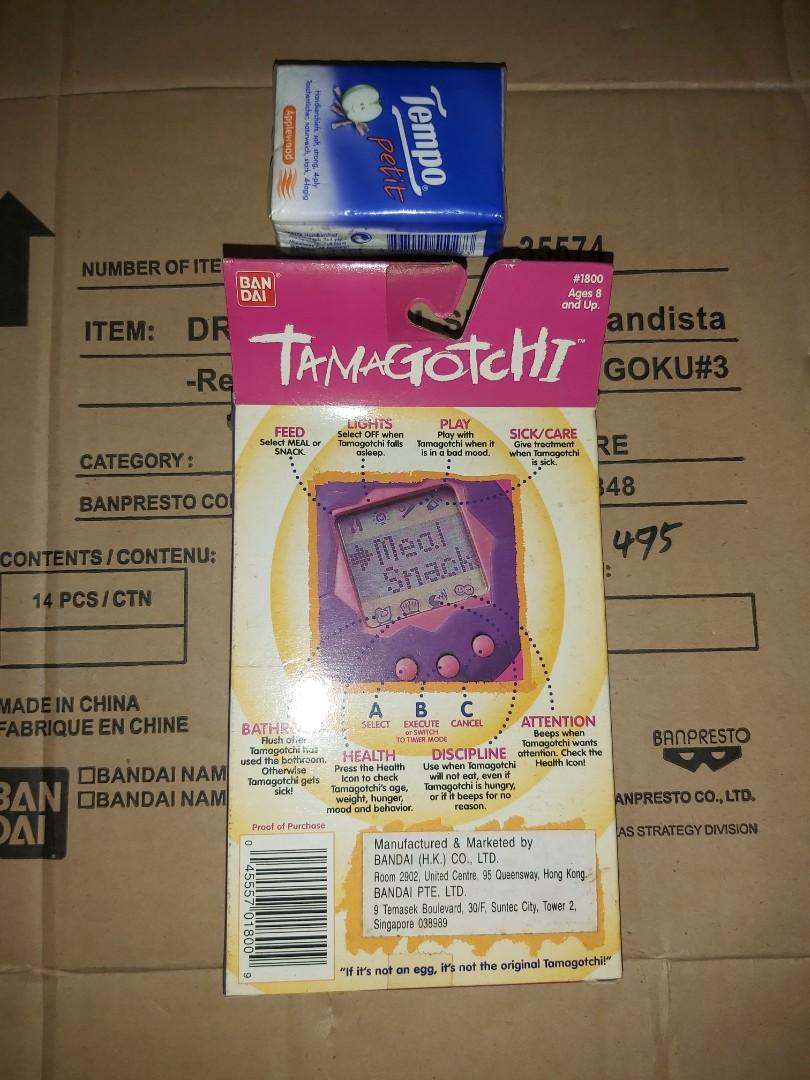 Tempo®
petit
Applewood
Handkerchiefs, soft, strong, 4-ply
35574
NUMBER OF ITE
ITEM: DR
andista
-Re
GOKU#3
CATEGORY:
RE
BANPRESTO CO
348
495
CONTENTS / CONTENU:
14 PCS / CTN
MADE IN CHINA
FABRIQUE EN CHINE
BANDAI NAM
BANDAI NAM
BAN
DAI
BANPRESTO
ANPRESTO CO., LTD.
AS STRATEGY DIVISION
BAN
DAI
#1800
Ages 8
and Up.
TAMAGOTCHI™
FEED
Select MEAL or
SNACK.
LIGHTS
Select OFF when
Tamagotchi falls
asleep.
PLAY
Play with
Tamagotchi when it
is in a bad mood.
SICK/CARE
Give treatment
when Tamagotchi
is sick.
Meal
Snack
A
SELECT
B
EXECUTE
or SWITCH
TO TIMER MODE
C
CANCEL
BATHR
Flush after
Tamagotchi has
used the bathroom.
Otherwise
Tamagotchi gets
sick!
HEALTH
Press the Health
Icon to check
Tamagotchi's age,
weight, hunger,
mood and behavior.
DISCIPLINE
Use when Tamagotchi
will not eat, even if
Tamagotchi is hungry,
or if it beeps for no
reason.
ATTENTION
Beeps when
Tamagotchi wants
attention. Check the
Health Icon!
Proof of Purchase
0 45557 01800 9
Manufactured & Marketed by
BANDAI (H.K.) CO., LTD.
Room 2902, United Centre, 95 Queensway, Hong Kong.
BANDAI PTE. LTD.
9 Temasek Boulevard, 30/F, Suntec City, Tower 2,
Singapore 038989
"If it's not an egg, it's not the original Tamagotchi!"